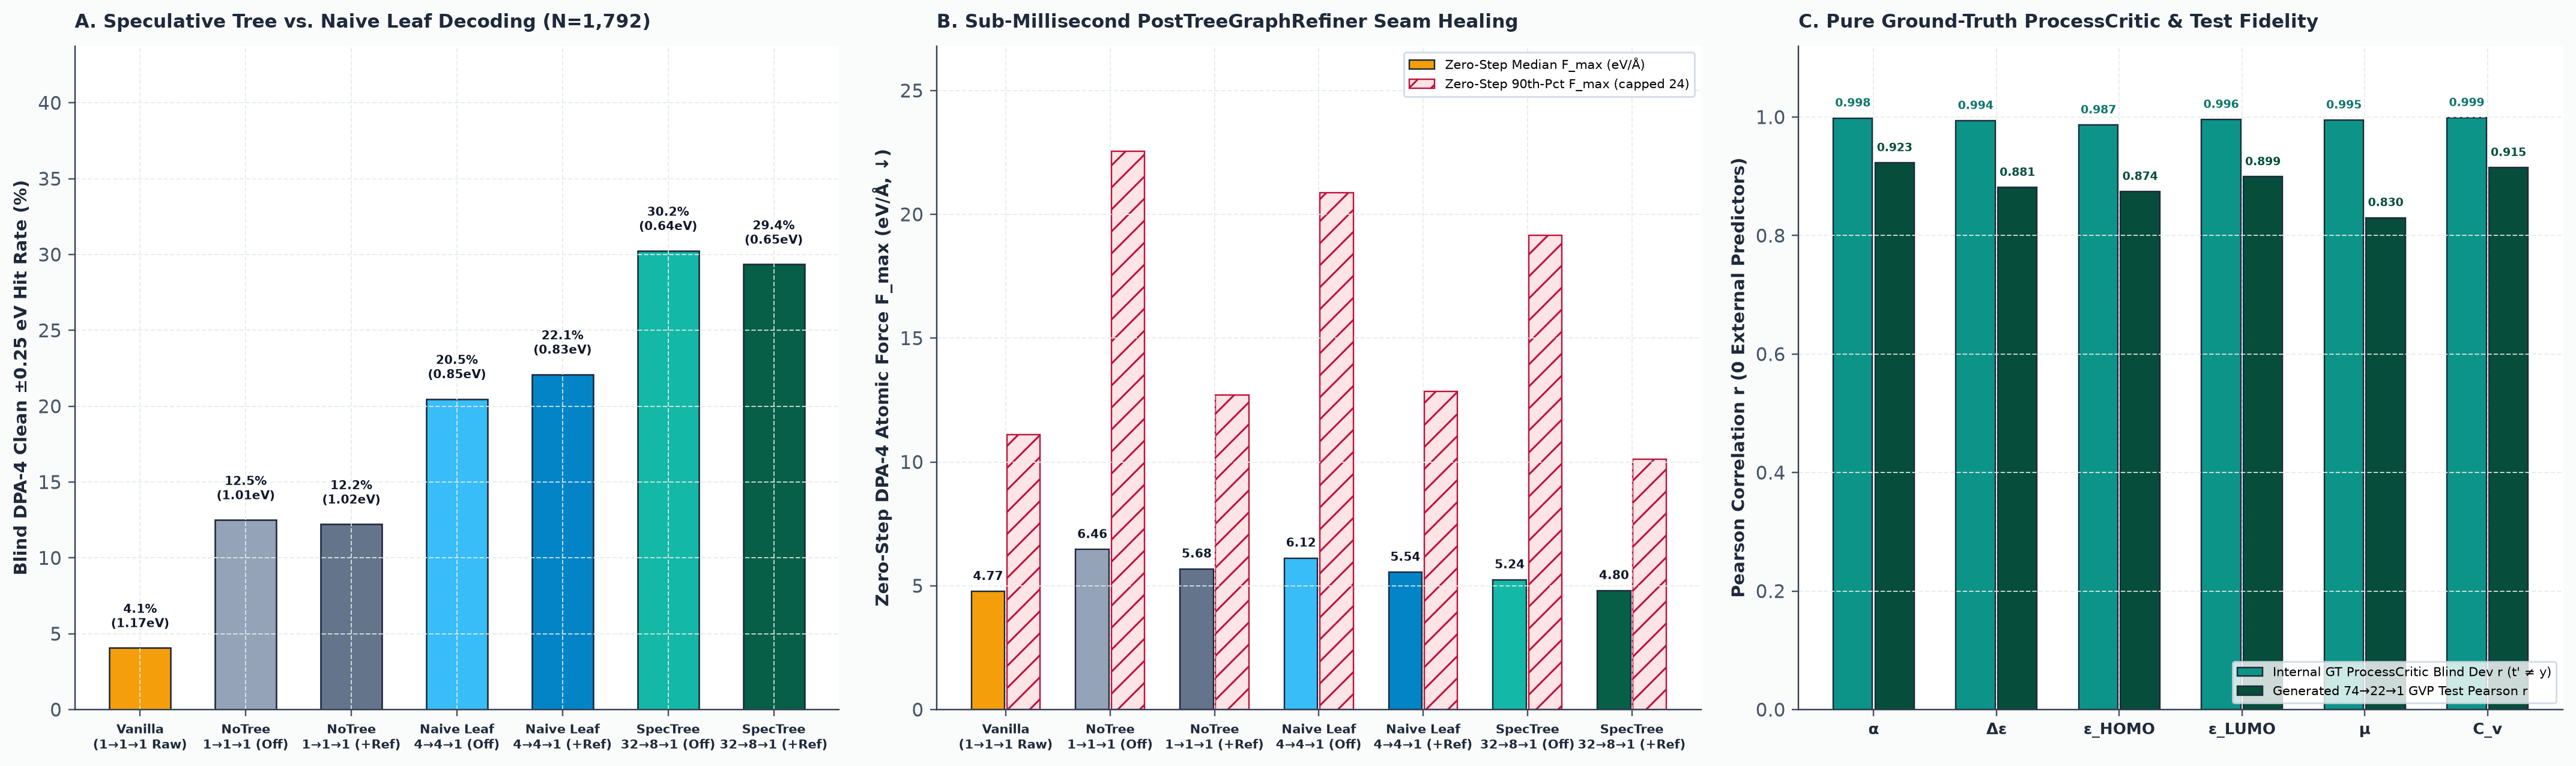 A. Speculative Tree vs. Naive Leaf Decoding (N=1,792)
Blind DPA-4 Clean ±0.25 eV Hit Rate (%)
40
35
30
25
20
15
10
5
0
4.1%
(1.17eV)
12.5%
(1.01eV)
12.2%
(1.02eV)
20.5%
(0.85eV)
22.1%
(0.83eV)
30.2%
(0.64eV)
29.4%
(0.65eV)
Vanilla
(1→1→1 Raw)
NoTree
1→1→1 (Off)
NoTree
1→1→1 (+Ref)
Naive Leaf
4→4→1 (Off)
Naive Leaf
4→4→1 (+Ref)
SpecTree
32→8→1 (Off)
SpecTree
32→8→1 (+Ref)
B. Sub-Millisecond PostTreeGraphRefiner Seam Healing
Zero-Step DPA-4 Atomic Force F_max (eV/Å, ↓)
25
20
15
10
5
0
Zero-Step Median F_max (eV/Å)
Zero-Step 90th-Pct F_max (capped 24)
4.77
6.46
5.68
6.12
5.54
5.24
4.80
Vanilla
(1→1→1 Raw)
NoTree
1→1→1 (Off)
NoTree
1→1→1 (+Ref)
Naive Leaf
4→4→1 (Off)
Naive Leaf
4→4→1 (+Ref)
SpecTree
32→8→1 (Off)
SpecTree
32→8→1 (+Ref)
C. Pure Ground-Truth ProcessCritic & Test Fidelity
Pearson Correlation r (0 External Predictors)
1.0
0.8
0.6
0.4
0.2
0.0
0.998
0.923
0.994
0.881
0.987
0.874
0.996
0.899
0.995
0.830
0.999
0.915
Internal GT ProcessCritic Blind Dev r (t' ≠ y)
Generated 74→22→1 GVP Test Pearson r
α
Δε
ε_HOMO
ε_LUMO
μ
C_v